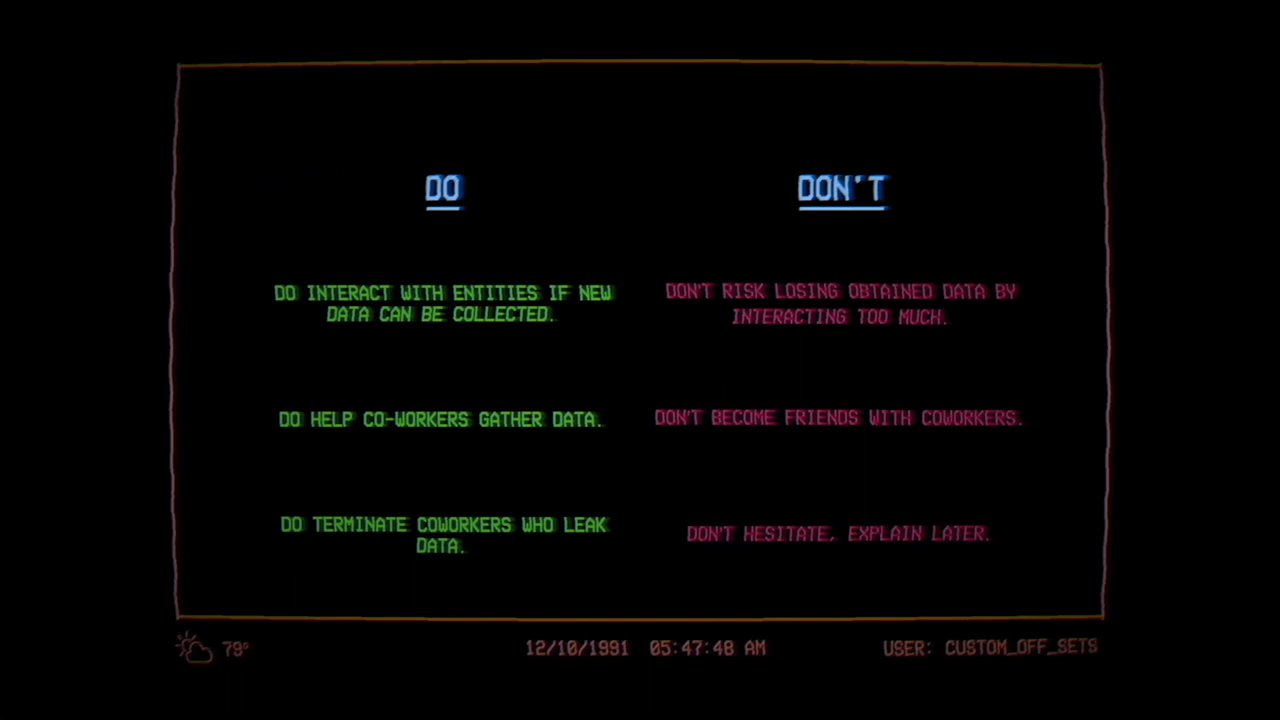 DO
DON'T
DO INTERACT WITH ENTITIES IF NEW
DATA CAN BE COLLECTED.
DON'T RISK LOSING OBTAINED DATA BY
INTERACTING TOO MUCH.
DO HELP CO-WORKERS GATHER DATA.
DON'T BECOME FRIENDS WITH COWORKERS.
DO TERMINATE COWORKERS WHO LEAK
DATA.
DON'T HESITATE, EXPLAIN LATER.
79°
12/10/1991 05:47:48 AM
USER: CUSTOM_OFF_SETS